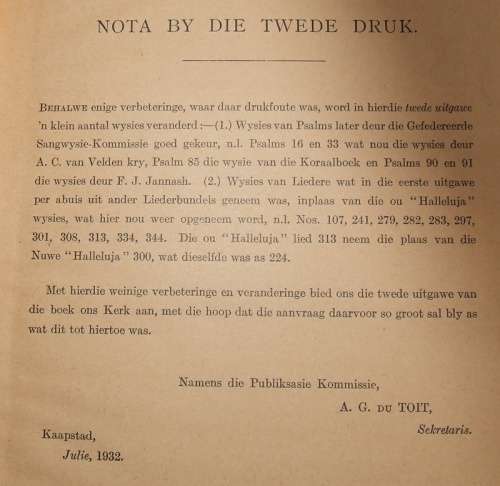 NOTA BY DIE TWEDE DRUK.
BEHALWE enige verbeteringe, waar daar drukfoute was, word in hierdie twede uitgawe
'n klein aantal wysies veranderd :—(1.) Wysies van Psalms later deur die Gefedereerde
Sangwysie-Kommissie goed gekeur, n.l. Psalms 16 en 33 wat nou die wysies deur
A. C. van Velden kry, Psalm 85 die wysie van die Koraalboek en Psalms 90 en 91
die wysies deur F. J. Jannash. (2.) Wysies van Liedere wat in die eerste uitgawe
per abuis uit ander Liederbundels geneem was, inplaas van die ou “Halleluja”
wysies, wat hier nou weer opgeneem word, n.l. Nos. 107, 241, 279, 282, 283, 297,
301, 308, 313, 334, 344. Die ou “Halleluja” lied 313 neem die plaas van die
Nuwe “Halleluja” 300, wat dieselfde was as 224.
Met hierdie weinige verbeteringe en veranderinge bied ons die twede uitgawe van
die boek ons Kerk aan, met die hoop dat die aanvraag daarvoor so groot sal bly as
wat dit tot hiertoe was.
Namens die Publiksasie Kommissie,
A. G. DU TOIT,
Sekretaris.
Kaapstad,
Julie, 1932.